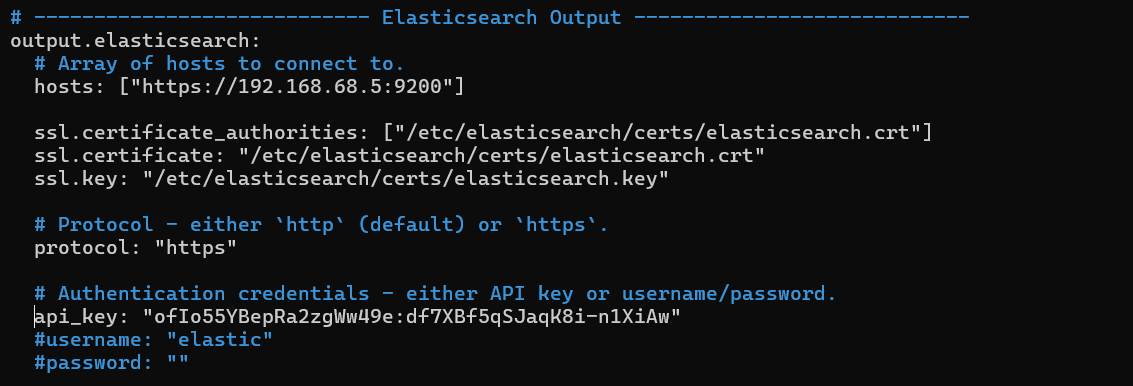 # ---------------------------- Elasticsearch Output ----------------------------
output.elasticsearch:
  # Array of hosts to connect to.
  hosts: ["https://192.168.68.5:9200"]

  ssl.certificate_authorities: ["/etc/elasticsearch/certs/elasticsearch.crt"]
  ssl.certificate: "/etc/elasticsearch/certs/elasticsearch.crt"
  ssl.key: "/etc/elasticsearch/certs/elasticsearch.key"

  # Protocol - either `http` (default) or `https`.
  protocol: "https"

  # Authentication credentials - either API key or username/password.
  api_key: "ofIo55YBepRa2zgWw49e:df7XBf5qSJaqK8i-n1XiAw"
  #username: "elastic"
  #password: ""